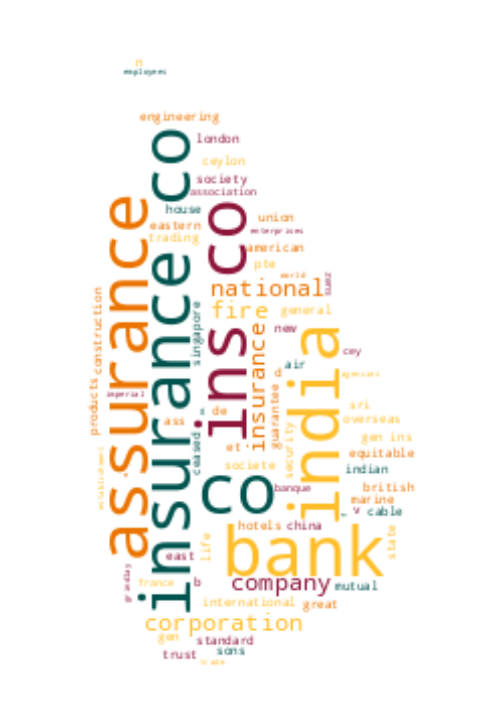 n
employees
engineering
co
london
ceylon
society
association
house
union
eastern
enterprises
trading
american
pte
world
national
fire
general
new
assurance
insurance
ins co
insurance
india
construction
products
imperial
singapore
cey
air
agencies
d
guarantee
s
de
ass
sri
overseas
et
gen ins
equitable
security
ceased
societe
indian
co
banque
british
marine
v
cable
hotels
china
bank
state
life
east
france
b
company
mutual
international
great
corporation
gen
standard
sons
trust